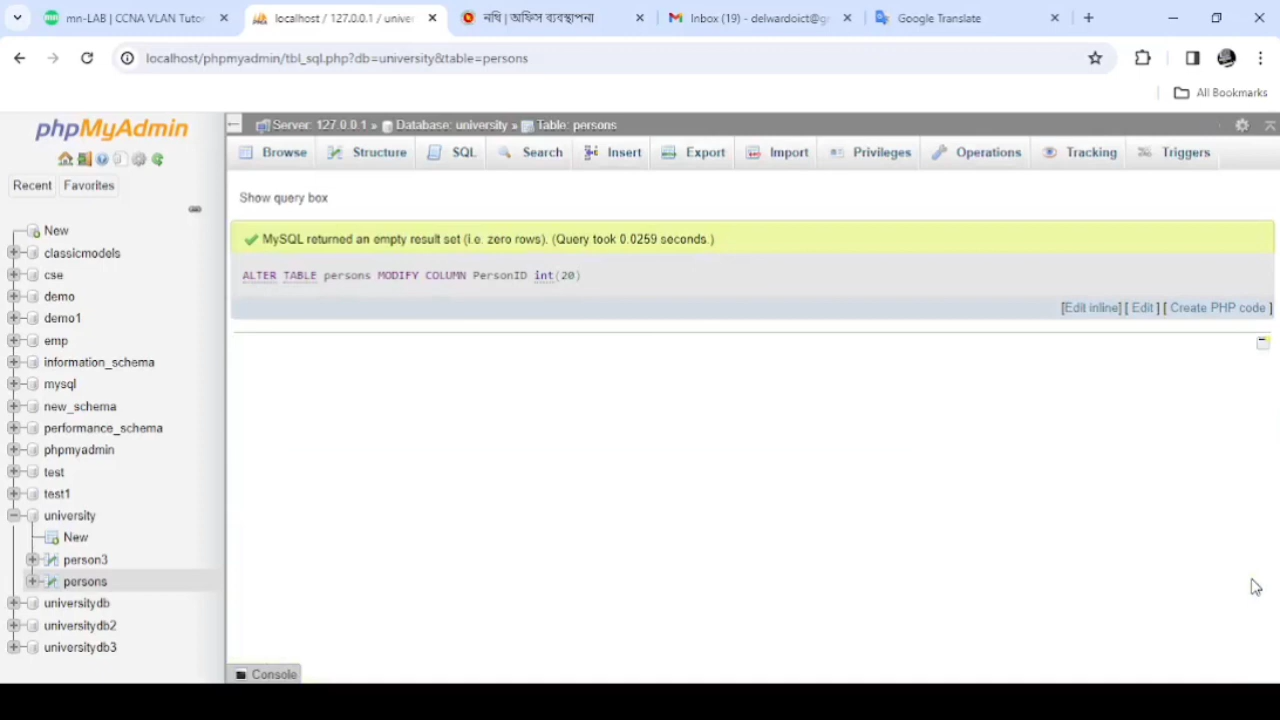 mn-LAB | CCNA VLAN Tutor
localhost / 127.0.0.1 / univer
নথি | অফিস ব্যবস্থাপনা
Inbox (19) - delwardoict@g
Google Translate
localhost/phpmyadmin/tbl_sql.php?db=university&table=persons
All Bookmarks
phpMyAdmin
Recent Favorites
New
classicmodels
cse
demo
demo1
emp
information_schema
mysql
new_schema
performance_schema
phpmyadmin
test
test1
university
New
person3
persons
universitydb
universitydb2
universitydb3
Server: 127.0.0.1 » Database: university » Table: persons
Browse Structure SQL Search Insert Export Import Privileges Operations Tracking Triggers
Show query box
MySQL returned an empty result set (i.e. zero rows). (Query took 0.0259 seconds.)
ALTER TABLE persons MODIFY COLUMN PersonID int(20)
[Edit inline] [ Edit ] [ Create PHP code ]
Console